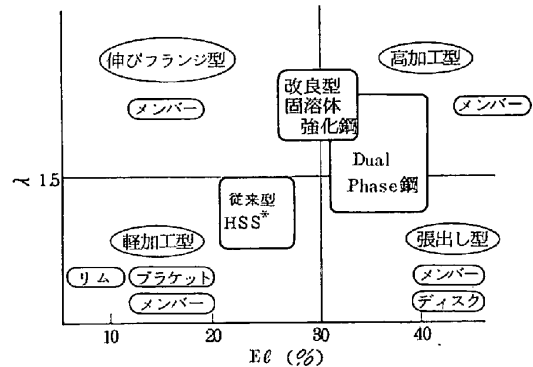 伸びフランジ型
高加工型
メンバー
改良型
固溶体
強化鋼
メンバー
Dual
Phase鋼
λ 1.5
従来型
HSS*
軽加工型
張出し型
リム
ブラケット
メンバー
メンバー
ディスク
10
20
30
40
Eℓ (%)